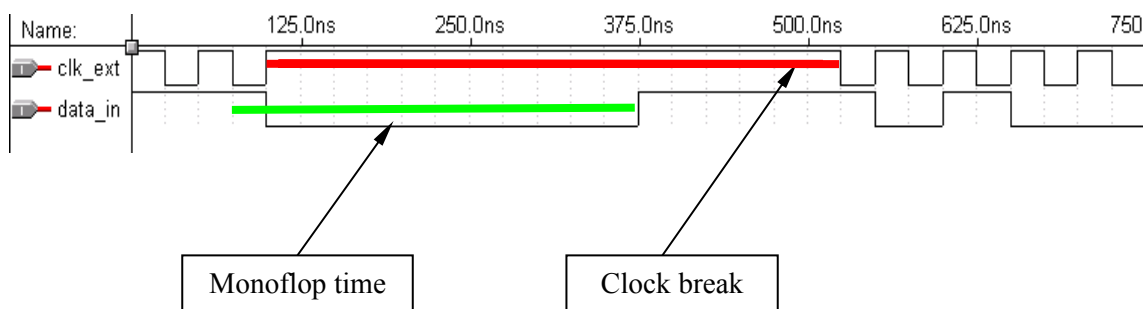 Name:
125.0ns 250.0ns 375.0ns 500.0ns 625.0ns 750
clk_ext
data_in
Monoflop time Clock break